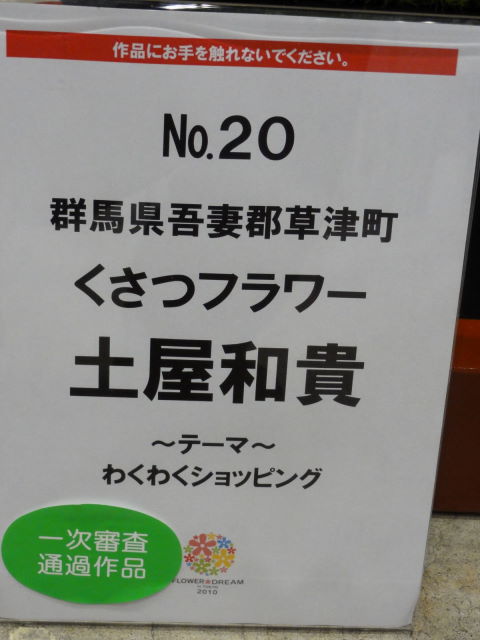 作品にお手を触れないでください。
No.20
群馬県吾妻郡草津町
くさつフラワー
土屋和貴
～テーマ～
わくわくショッピング
一次審査
通過作品
FLOWER★DREAM
in TOKYO
2010